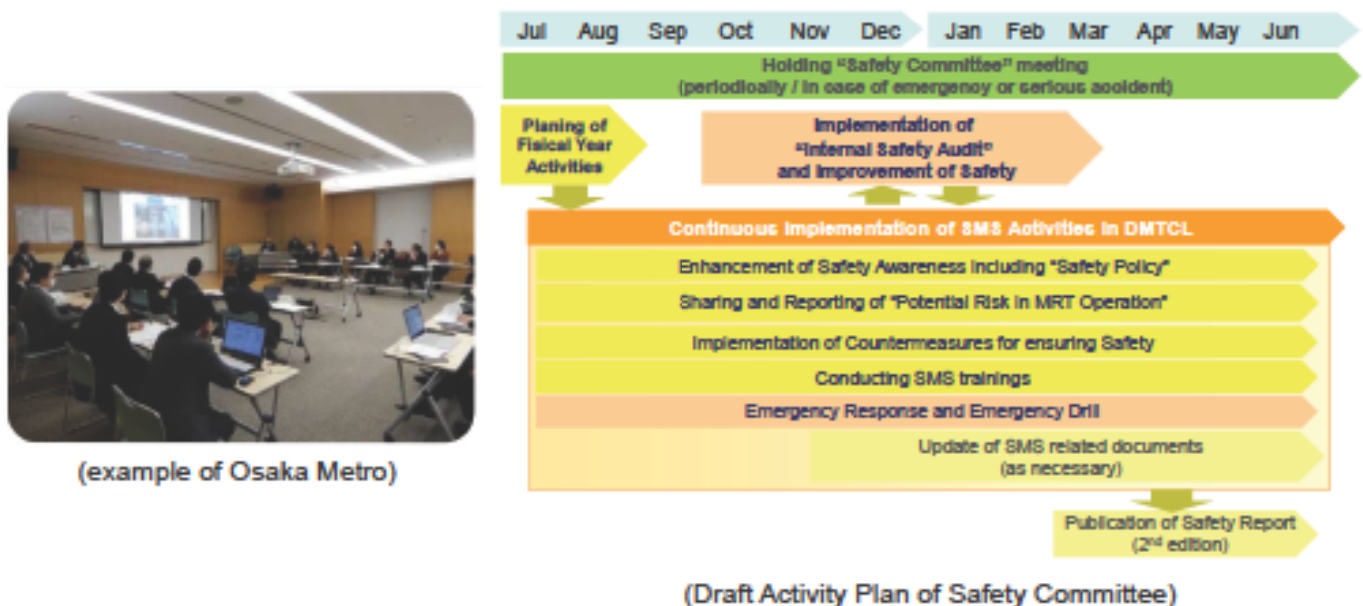 Jul Aug Sep Oct Nov Dec Jan Feb Mar Apr May Jun
Holding "Safety Committee" meeting
(periodically / in case of emergency or serious accident)
Planing of
Fisical Year
Activities
Implementation of
"Internal Safety Audit"
and Improvement of Safety
Continuous Implementation of SMS Activities in DMTCL
Enhancement of Safety Awareness including "Safety Policy"
Sharing and Reporting of "Potential Risk in MRT Operation"
Implementation of Countermeasures for ensuring Safety
Conducting SMS trainings
Emergency Response and Emergency Drill
Update of SMS related documents
(as necessary)
Publication of Safety Report
(2nd edition)
(example of Osaka Metro)
(Draft Activity Plan of Safety Committee)